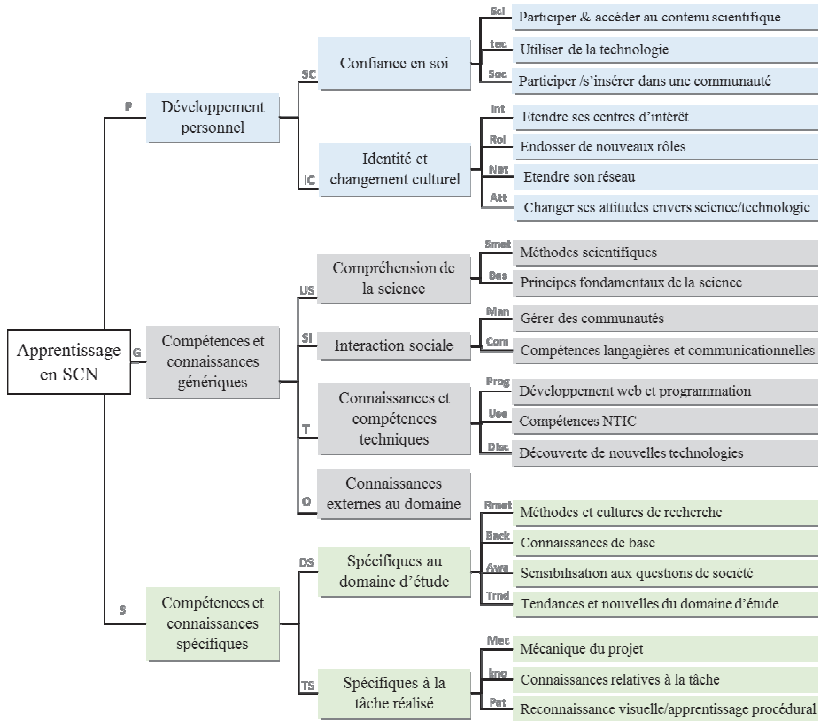 Apprentissage
en SCN
P
Développement
personnel
SC
Confiance en soi
Sci
Participer & accéder au contenu scientifique
tec
Utiliser de la technologie
Soc
Participer /s'insérer dans une communauté
IC
Identité et
changement culturel
Int
Etendre ses centres d'intérêt
Rol
Endosser de nouveaux rôles
Net
Etendre son réseau
Att
Changer ses attitudes envers science/technologie
G
Compétences et
connaissances
génériques
US
Compréhension de
la science
Smet
Méthodes scientifiques
Bas
Principes fondamentaux de la science
SI
Interaction sociale
Man
Gérer des communautés
Com
Compétences langagières et communicationnelles
T
Connaissances et
compétences
techniques
Prog
Développement web et programmation
Use
Compétences NTIC
Disc
Découverte de nouvelles technologies
O
Connaissances
externes au domaine
S
Compétences et
connaissances
spécifiques
DS
Spécifiques au
domaine d'étude
Rmet
Méthodes et cultures de recherche
Back
Connaissances de base
Awa
Sensibilisation aux questions de société
Trnd
Tendances et nouvelles du domaine d'étude
TS
Spécifiques à la
tâche réalisé
Mec
Mécanique du projet
Connaissances relatives à la tâche
Pat
Reconnaissance visuelle/apprentissage procédural